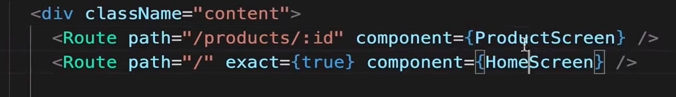 <div className="content">
<Route path="/products/:id" component={ProductScreen} />
<Route path="/" exact={true} component={HomeScreen} />